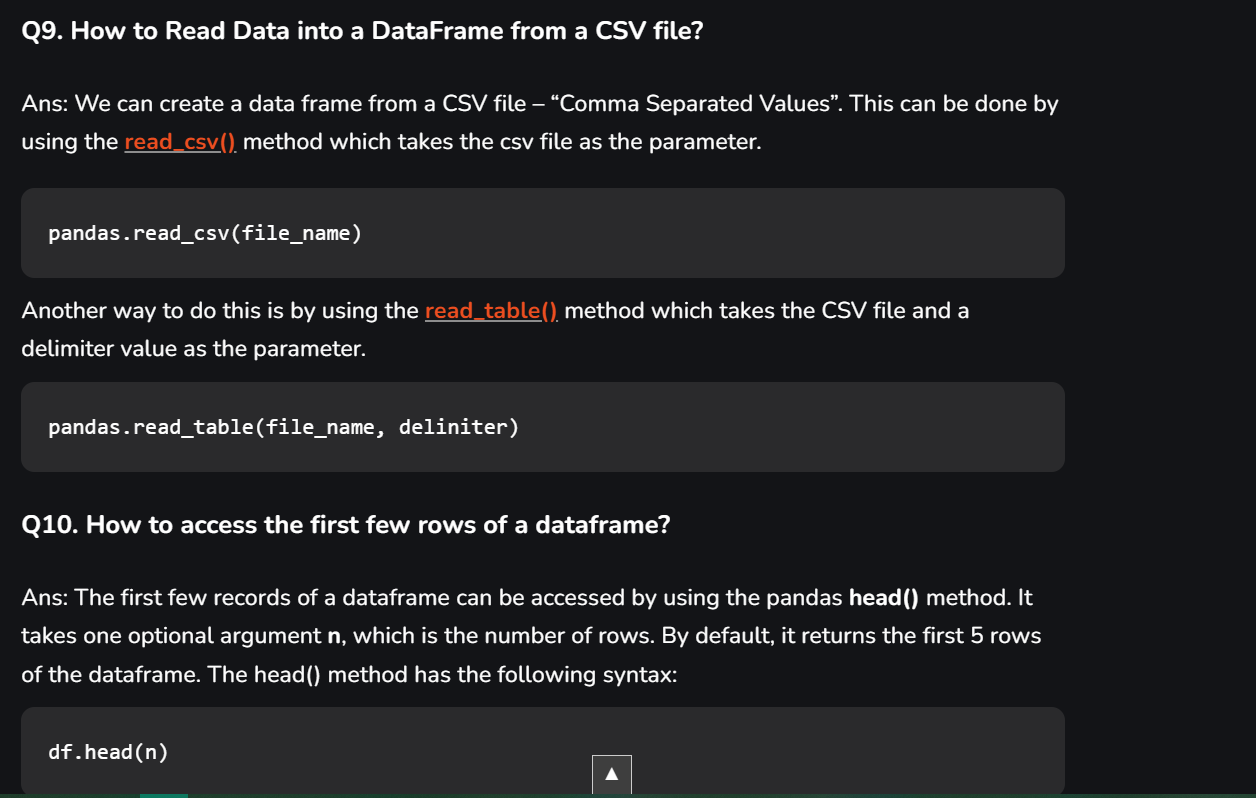 Q9. How to Read Data into a DataFrame from a CSV file?
Ans: We can create a data frame from a CSV file – “Comma Separated Values”. This can be done by
using the read_csv() method which takes the csv file as the parameter.
pandas.read_csv(file_name)
Another way to do this is by using the read_table() method which takes the CSV file and a
delimiter value as the parameter.
pandas.read_table(file_name, deliniter)
Q10. How to access the first few rows of a dataframe?
Ans: The first few records of a dataframe can be accessed by using the pandas head() method. It
takes one optional argument n, which is the number of rows. By default, it returns the first 5 rows
of the dataframe. The head() method has the following syntax:
df.head(n)